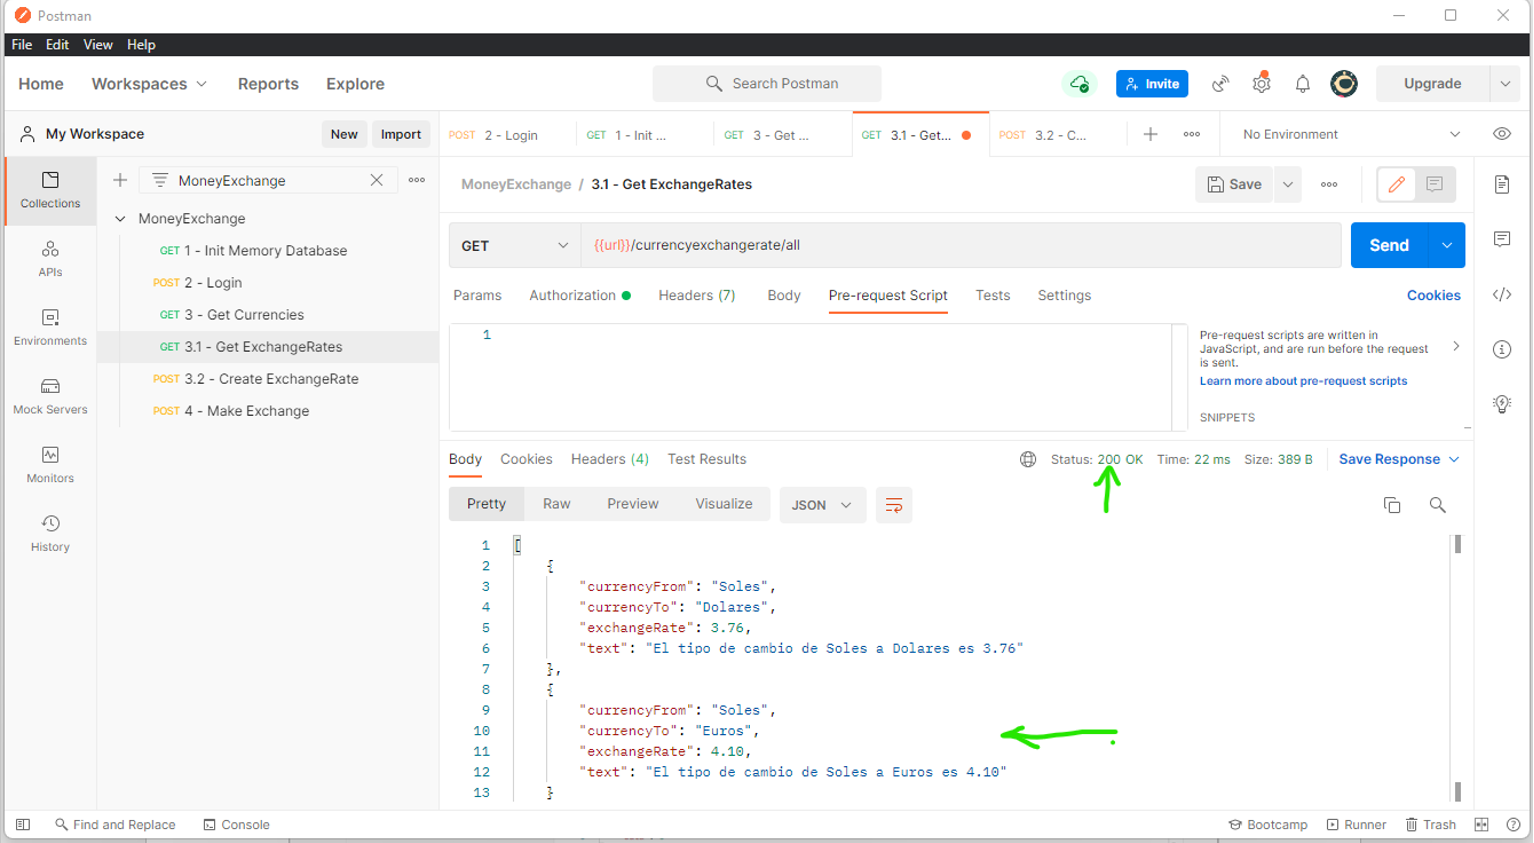 Postman
File Edit View Help
Home Workspaces Reports Explore Search Postman Invite Upgrade
My Workspace New Import POST 2 - Login GET 1 - Init ... GET 3 - Get ... GET 3.1 - Get... POST 3.2 - C... No Environment
MoneyExchange
MoneyExchange / 3.1 - Get ExchangeRates Save
Collections
APIs
Environments
Mock Servers
Monitors
History
MoneyExchange
GET 1 - Init Memory Database
POST 2 - Login
GET 3 - Get Currencies
GET 3.1 - Get ExchangeRates
POST 3.2 - Create ExchangeRate
POST 4 - Make Exchange
GET {{url}}/currencyexchangerate/all Send
Params Authorization Headers (7) Body Pre-request Script Tests Settings Cookies
1
Pre-request scripts are written in
JavaScript, and are run before the request
is sent.
Learn more about pre-request scripts
SNIPPETS
Body Cookies Headers (4) Test Results Status: 200 OK Time: 22 ms Size: 389 B Save Response
Pretty Raw Preview Visualize JSON
1 [
2 {
3 "currencyFrom": "Soles",
4 "currencyTo": "Dolares",
5 "exchangeRate": 3.76,
6 "text": "El tipo de cambio de Soles a Dolares es 3.76"
7 },
8 {
9 "currencyFrom": "Soles",
10 "currencyTo": "Euros",
11 "exchangeRate": 4.10,
12 "text": "El tipo de cambio de Soles a Euros es 4.10"
13 }
Find and Replace Console Bootcamp Runner Trash